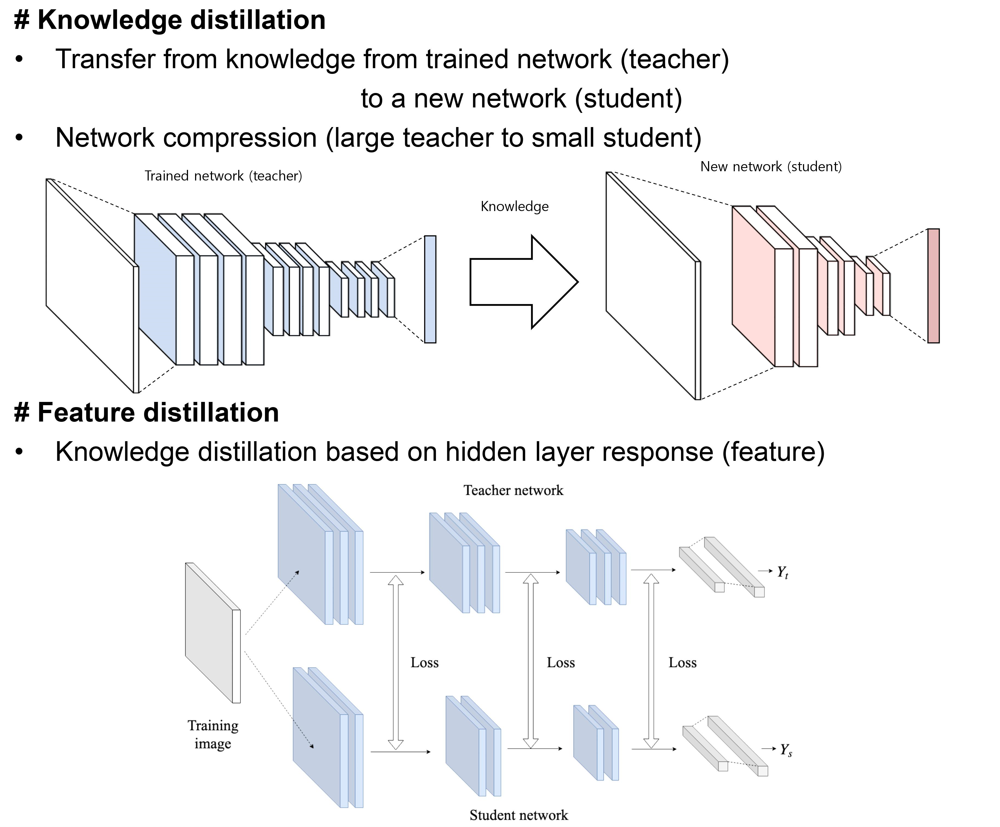 # Knowledge distillation
• Transfer from knowledge from trained network (teacher)
to a new network (student)
• Network compression (large teacher to small student)
Trained network (teacher)
Knowledge
New network (student)
# Feature distillation
• Knowledge distillation based on hidden layer response (feature)
Teacher network
Yt
Loss
Loss
Loss
Training
image
Ys
Student network